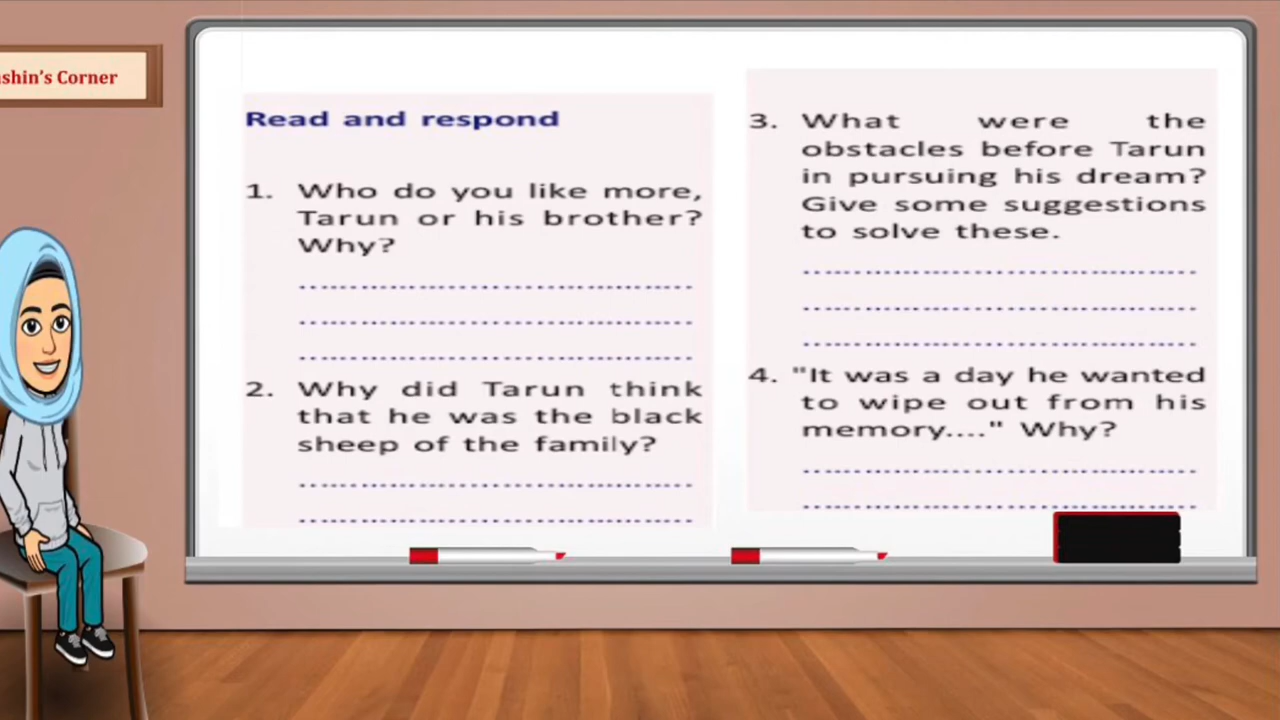 Corner
Read and respond
1. Who do you like more,
Tarun or his brother?
Why?
.......................................
.......................................
.......................................
2. Why did Tarun think
that he was the black
sheep of the family?
.......................................
.......................................
3. What were the
obstacles before Tarun
in pursuing his dream?
Give some suggestions
to solve these.
.......................................
.......................................
.......................................
4. "It was a day he wanted
to wipe out from his
memory...." Why?
.......................................
.......................................